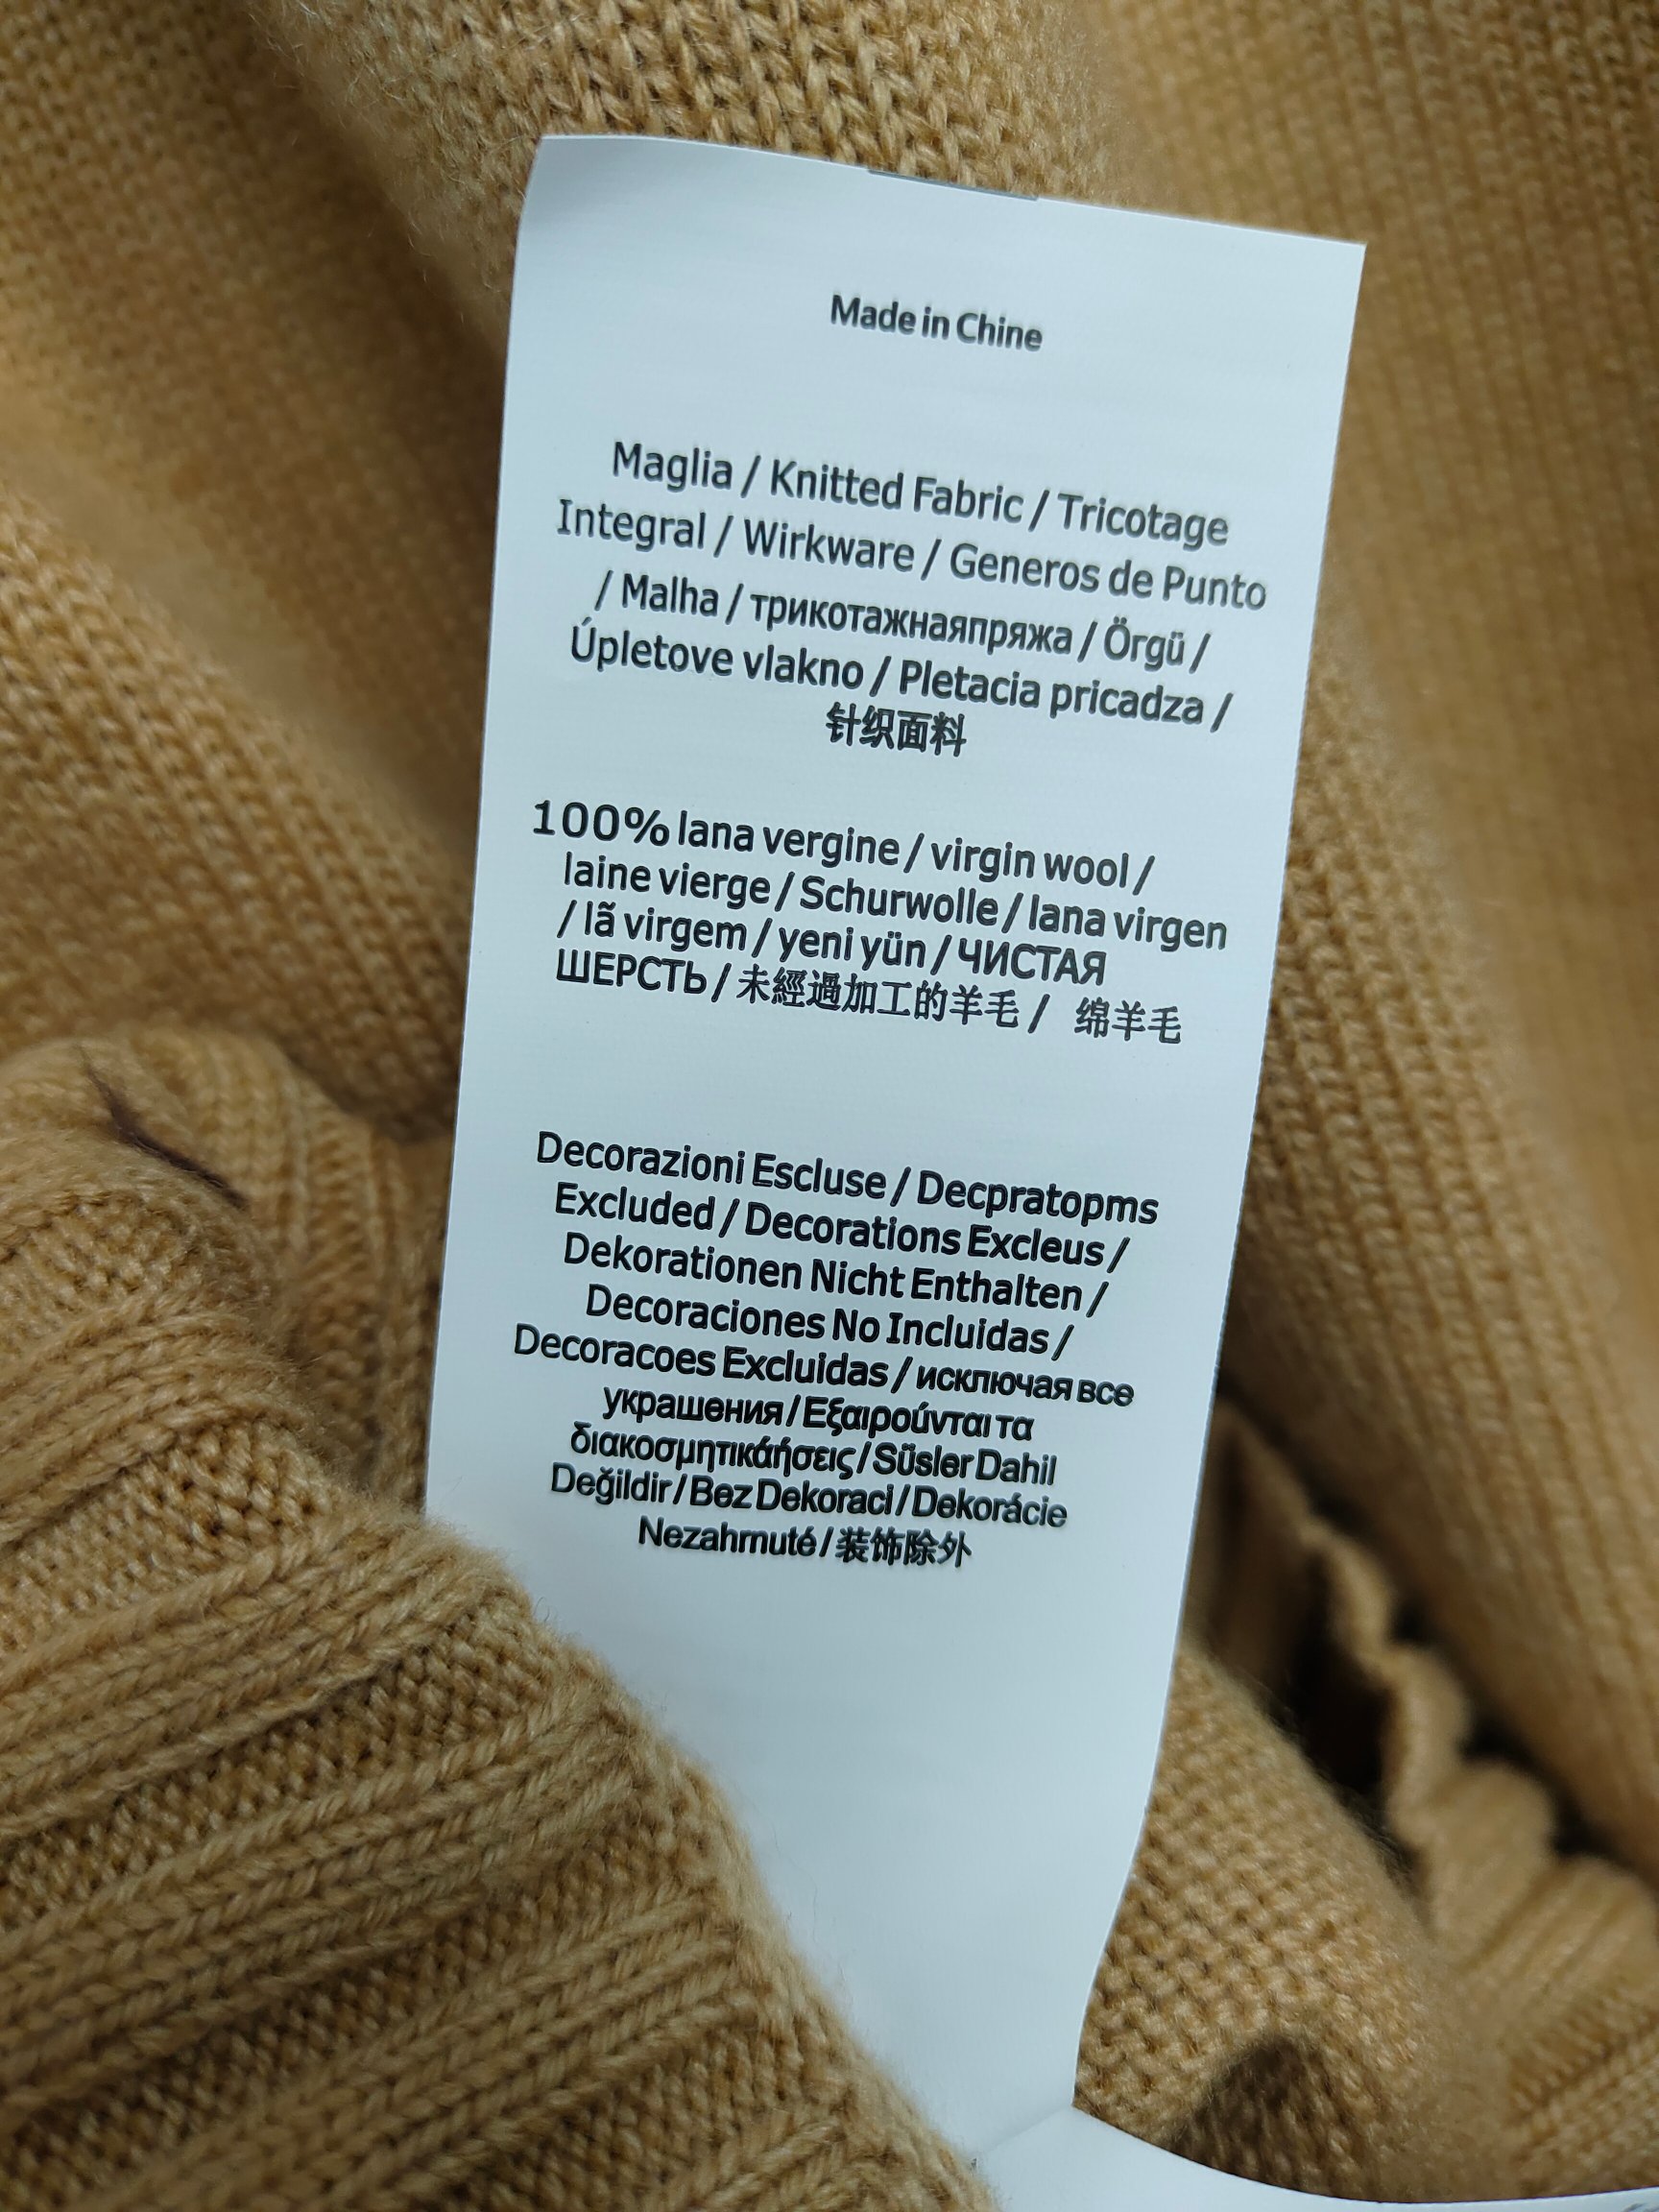 Made in Chine
Maglia / Knitted Fabric / Tricotage
Integral / Wirkware / Generos de Punto
/ Malha / трикотажнаяпряжа / Örgü /
Úpletove vlakno / Pletacia pricadza /
针织面料
100% lana vergine / virgin wool /
laine vierge / Schurwolle / lana virgen
/ lã virgem / yeni yün / ЧИСТАЯ
ШЕРСТЬ / 未經過加工的羊毛 / 绵羊毛
Decorazioni Escluse / Decpratopms
Excluded / Decorations Excleus /
Dekorationen Nicht Enthalten /
Decoraciones No Incluidas /
Decoracoes Excluidas / исключая все
украшения / Εξαιρούνται τα
διακοσμητικάήσεις / Süsler Dahil
Değildir / Bez Dekoraci / Dekorácie
Nezahrnuté / 装饰除外